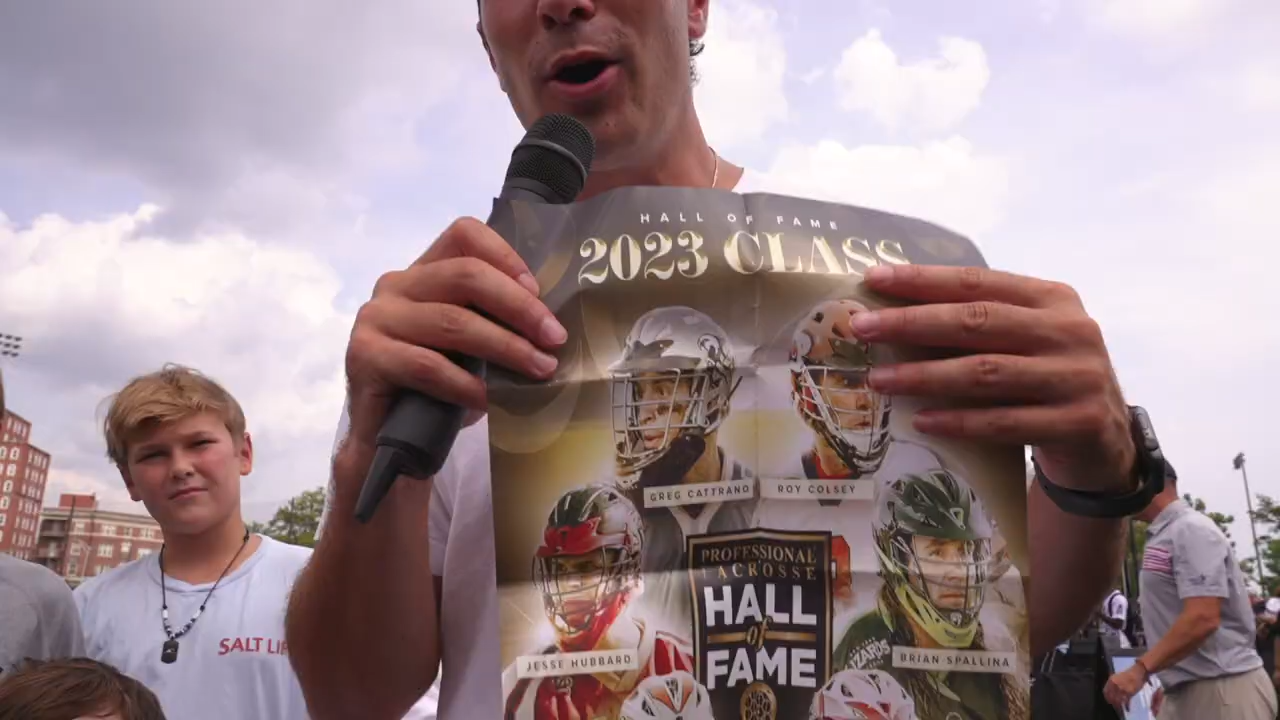 HALL OF FAME
2023 CLASS
GREG CATTRANO
ROY COLSEY
PROFESSIONAL
LACROSSE
HALL
of
FAME
JESSE HUBBARD
BRIAN SPALLINA
SALT LIF